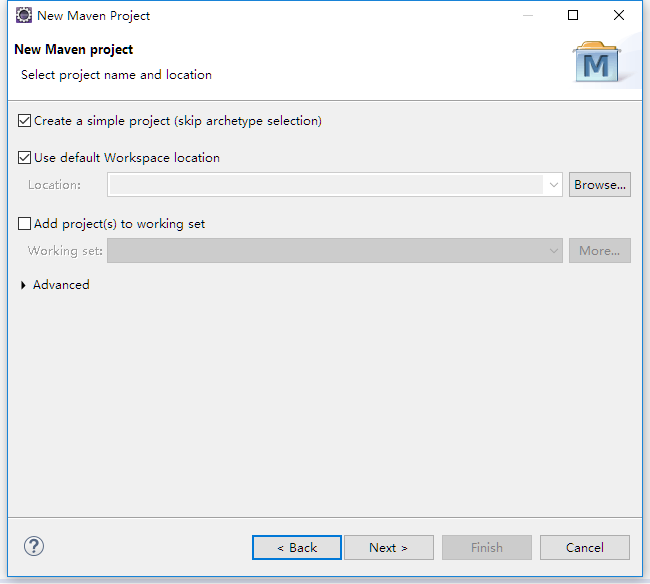 New Maven Project
New Maven project
Select project name and location
M
Create a simple project (skip archetype selection)
Use default Workspace location
Location:
Browse...
Add project(s) to working set
Working set:
More...
Advanced
?
< Back
Next >
Finish
Cancel